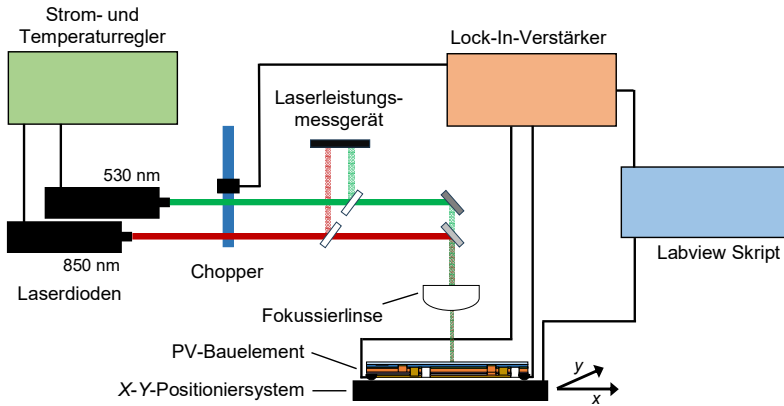 Strom- und
Temperaturregler
Lock-In-Verstärker
Laserleistungs-
messgerät
530 nm
850 nm
Laserdioden
Chopper
Labview Skript
Fokussierlinse
PV-Bauelement
X-Y-Positioniersystem
y
x